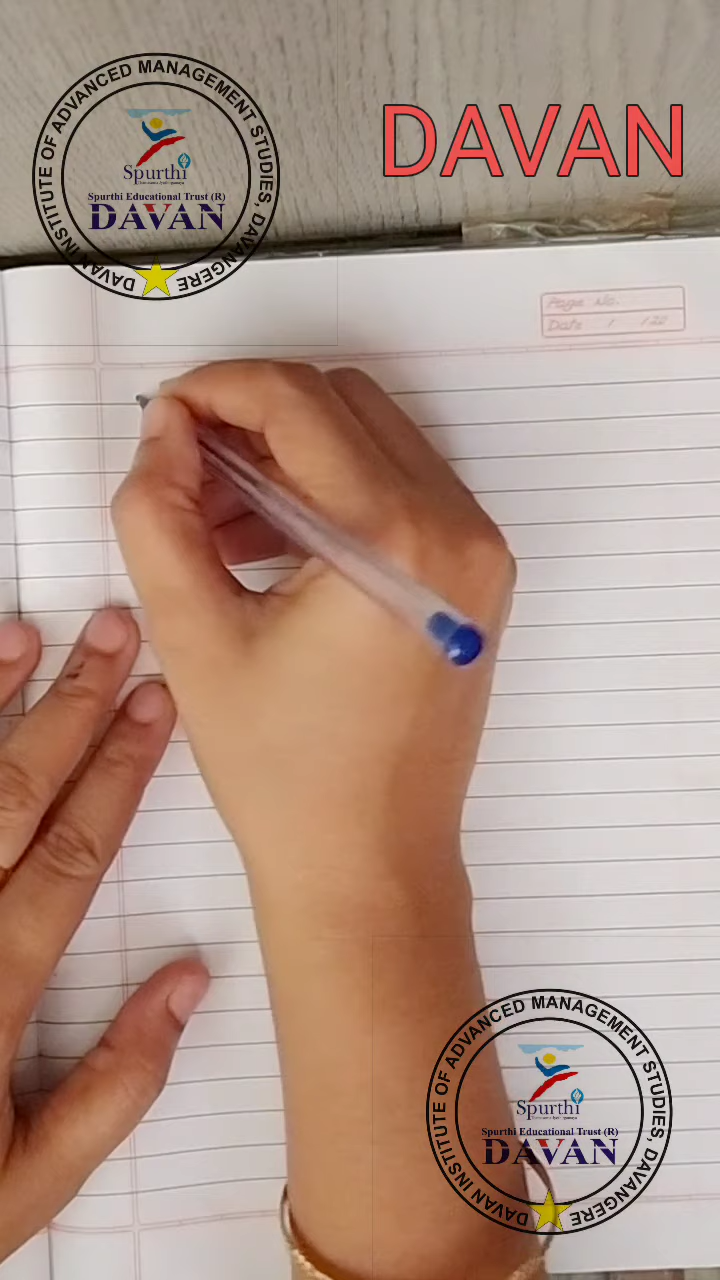 DAVAN INSTITUTE OF ADVANCED MANAGEMENT STUDIES, DAVANGERE
Spurthi
Spurthi Educational Trust (R)
DAVAN
DAVAN
Page No.
Date / /20
DAVAN INSTITUTE OF ADVANCED MANAGEMENT STUDIES, DAVANGERE
Spurthi
Spurthi Educational Trust (R)
DAVAN